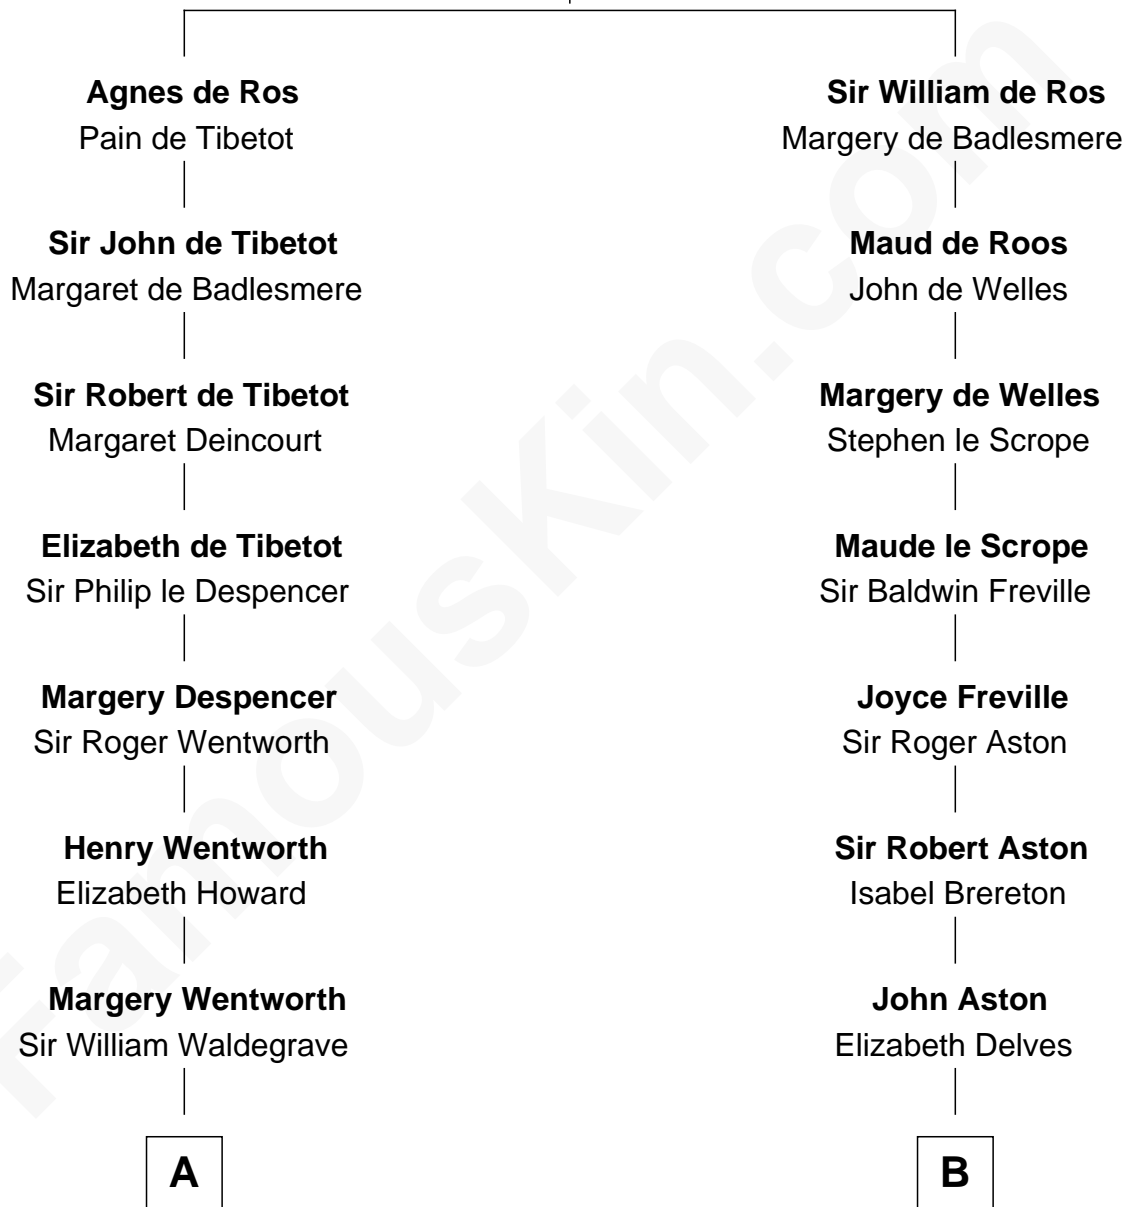 Agnes de Ros
Pain de Tibetot
Sir John de Tibetot
Margaret de Badlesmere
Sir Robert de Tibetot
Margaret Deincourt
Elizabeth de Tibetot
Sir Philip le Despencer
Margery Despencer
Sir Roger Wentworth
Henry Wentworth
Elizabeth Howard
Margery Wentworth
Sir William Waldegrave
A
Sir William de Ros
Margery de Badlesmere
Maud de Roos
John de Welles
Margery de Welles
Stephen le Scrope
Maude le Scrope
Sir Baldwin Freville
Joyce Freville
Sir Roger Aston
Sir Robert Aston
Isabel Brereton
John Aston
Elizabeth Delves
B
FamousKin.com